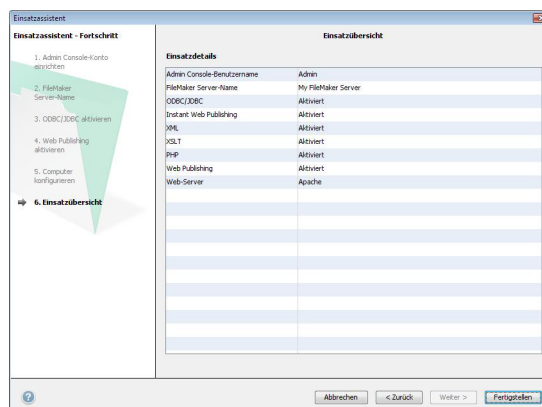 Einsatzassistent
Einsatzassistent - Fortschritt
1. Admin Console-Konto
einrichten
2. FileMaker
Server-Name
3. ODBC/JDBC aktivieren
4. Web Publishing
aktivieren
5. Computer
konfigurieren
6. Einsatzübersicht
Einsatzübersicht
Einsatzdetails
Admin Console-Benutzername Admin
FileMaker Server-Name My FileMaker Server
ODBC/JDBC Aktiviert
Instant Web Publishing Aktiviert
XML Aktiviert
XSLT Aktiviert
PHP Aktiviert
Web Publishing Aktiviert
Web-Server Apache
? Abbrechen < Zurück Weiter > Fertigstellen